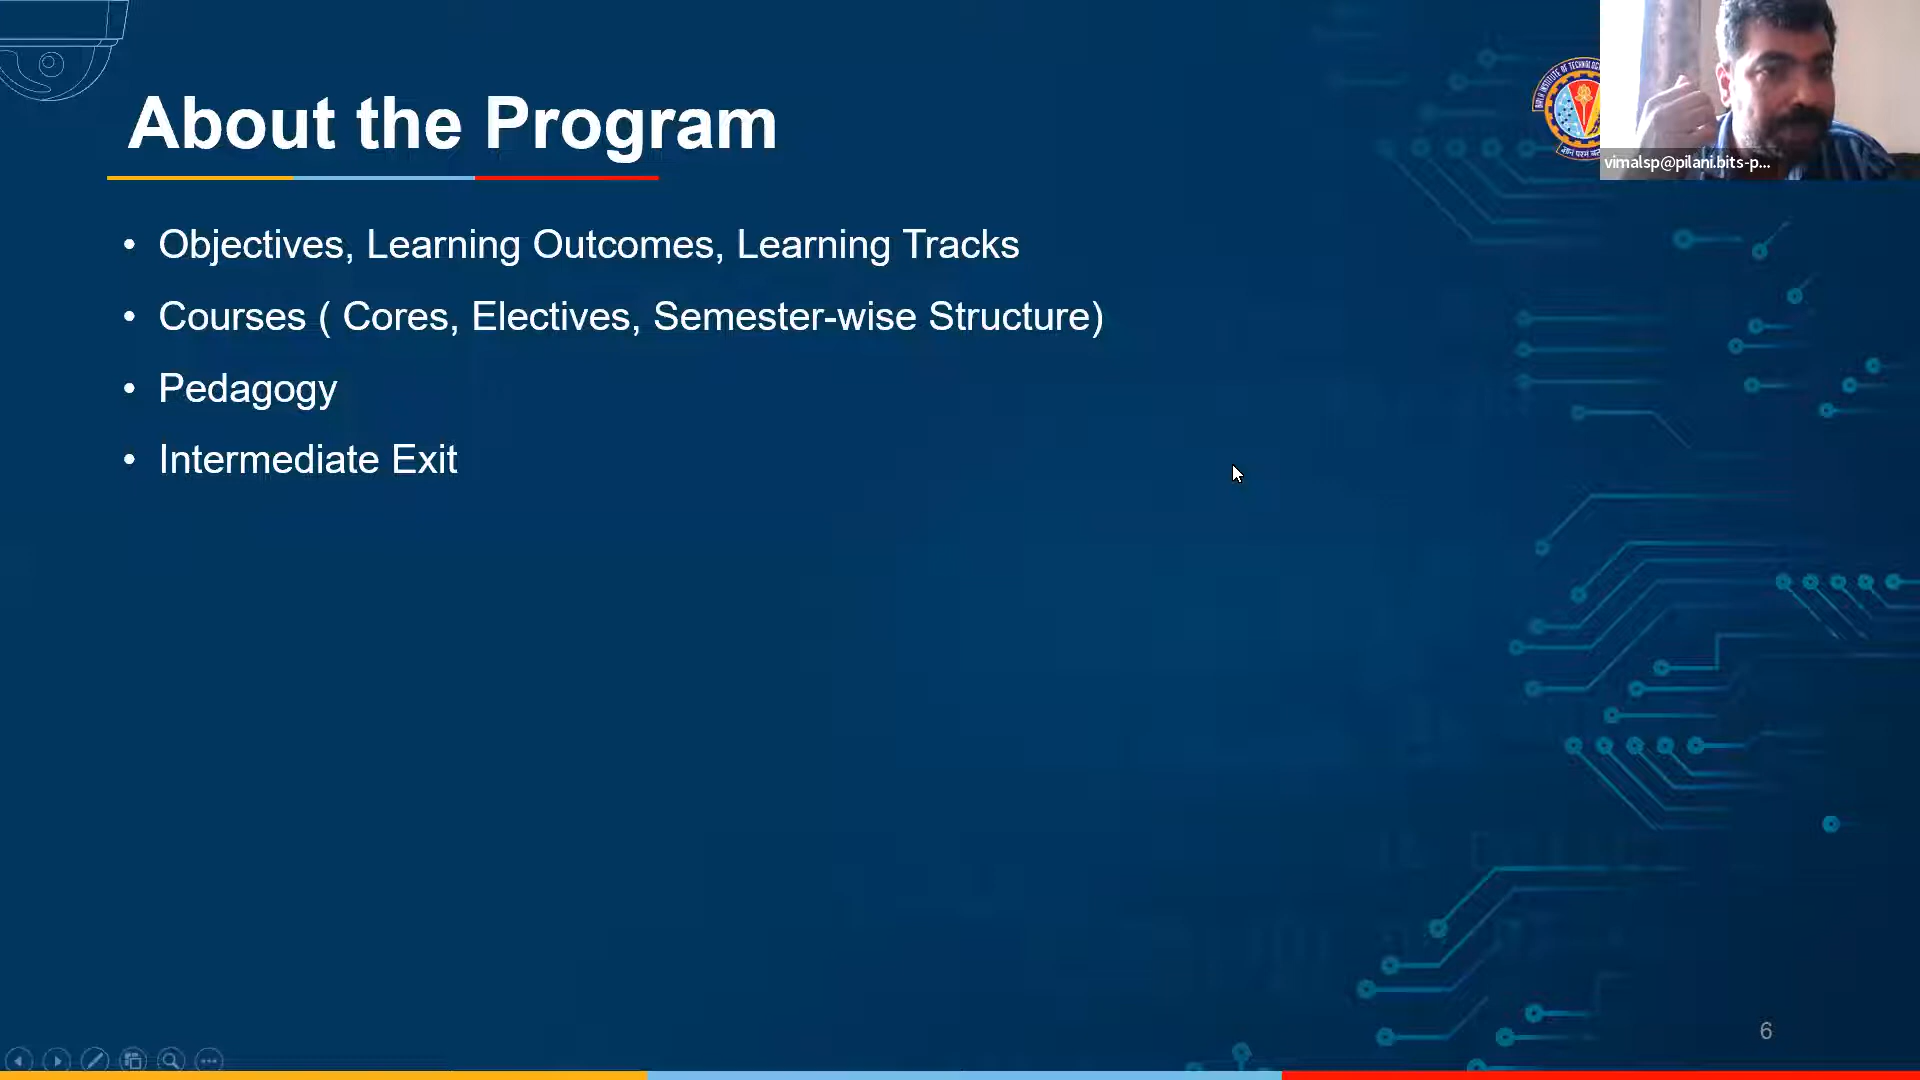 About the Program
• Objectives, Learning Outcomes, Learning Tracks
• Courses ( Cores, Electives, Semester-wise Structure)
• Pedagogy
• Intermediate Exit
vimalsp@pilani.bits-p...
6